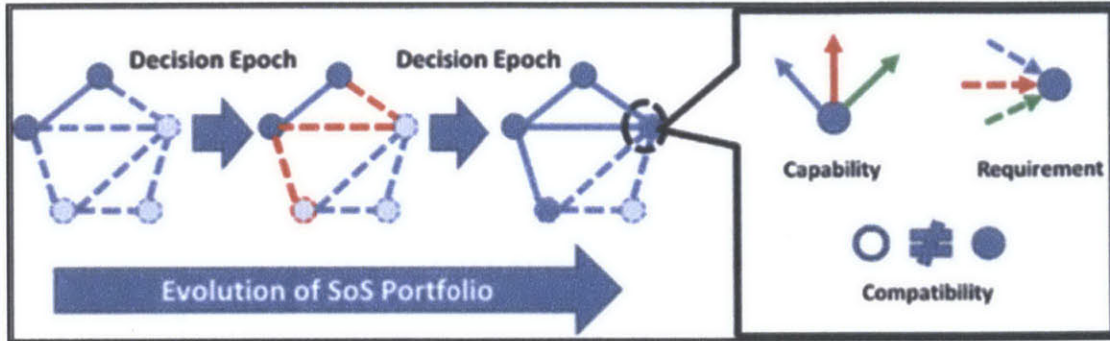 Decision Epoch
Decision Epoch
Capability
Requirement
Compatibility
Evolution of SoS Portfolio